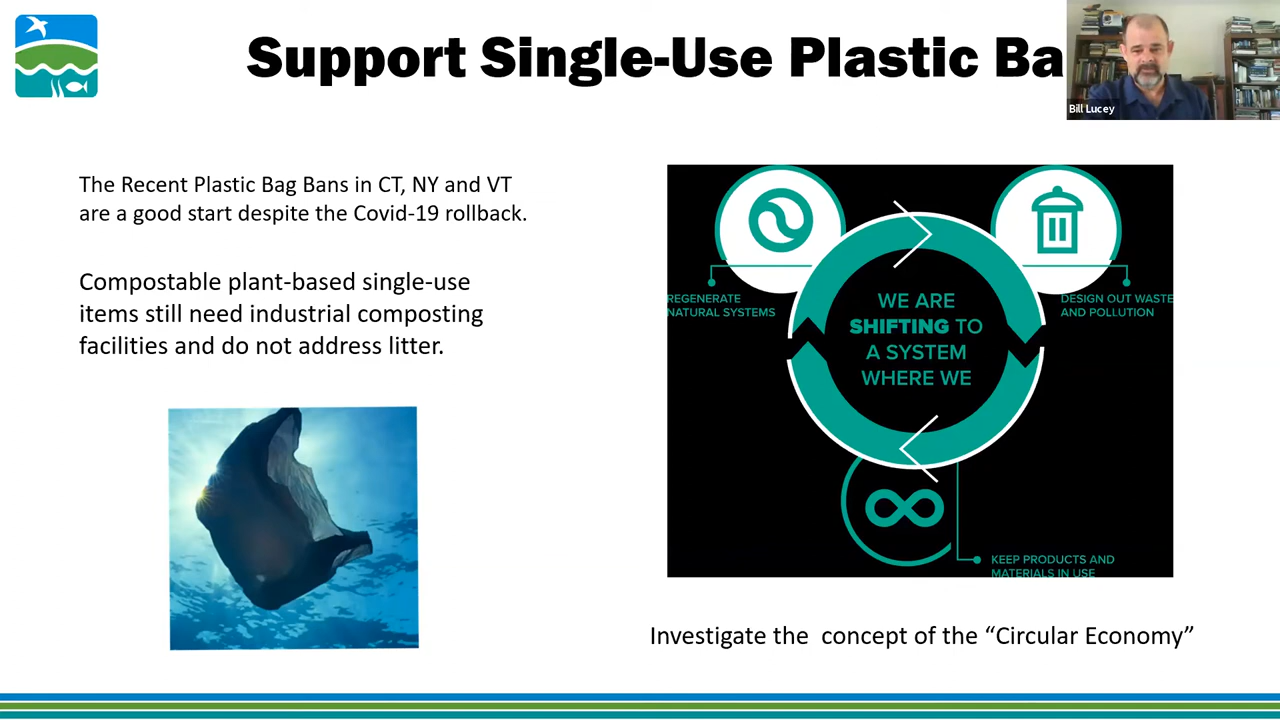 Support Single-Use Plastic Ba
Bill Lucey
The Recent Plastic Bag Bans in CT, NY and VT
are a good start despite the Covid-19 rollback.
Compostable plant-based single-use
items still need industrial composting
facilities and do not address litter.
REGENERATE
NATURAL SYSTEMS
DESIGN OUT WASTE
AND POLLUTION
WE ARE
SHIFTING TO
A SYSTEM
WHERE WE
KEEP PRODUCTS AND
MATERIALS IN USE
Investigate the  concept of the “Circular Economy”